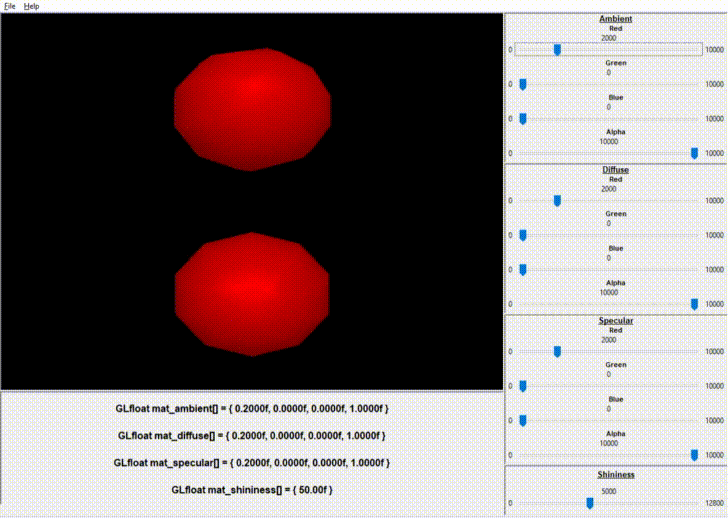 File Help
Ambient
Red
2000
0 10000
Green
0
0 10000
Blue
0
0 10000
Alpha
10000
0 10000
Diffuse
Red
2000
0 10000
Green
0
0 10000
Blue
0
0 10000
Alpha
10000
0 10000
Specular
Red
2000
0 10000
Green
0
0 10000
Blue
0
0 10000
Alpha
10000
0 10000
Shininess
5000
0 12800
GLfloat mat_ambient[] = { 0.2000f, 0.0000f, 0.0000f, 1.0000f }
GLfloat mat_diffuse[] = { 0.2000f, 0.0000f, 0.0000f, 1.0000f }
GLfloat mat_specular[] = { 0.2000f, 0.0000f, 0.0000f, 1.0000f }
GLfloat mat_shininess[] = { 50.00f }